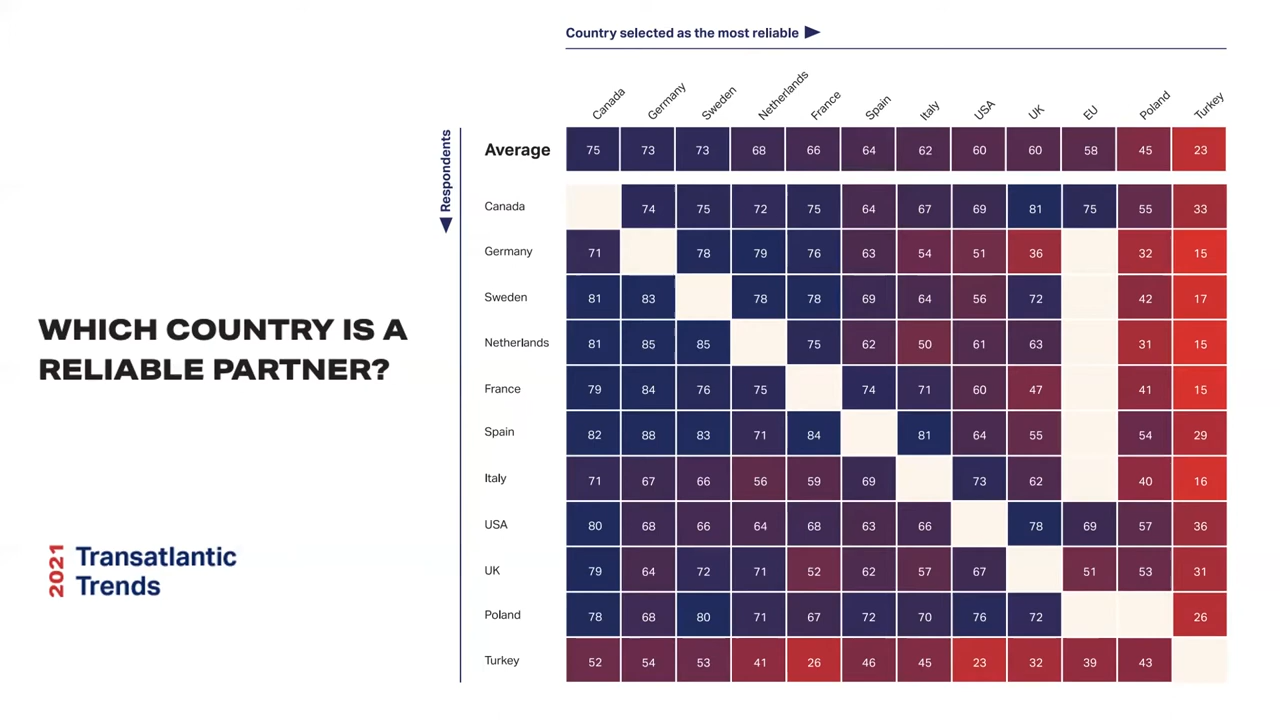 Country selected as the most reliable
Canada Germany Sweden Netherlands France Spain Italy USA UK EU Poland Turkey
Respondents
Average 75 73 73 68 66 64 62 60 60 58 45 23
Canada 74 75 72 75 64 67 69 81 75 55 33
Germany 71 78 79 76 63 54 51 36 32 15
Sweden 81 83 78 78 69 64 56 72 42 17
Netherlands 81 85 85 75 62 50 61 63 31 15
France 79 84 76 75 74 71 60 47 41 15
Spain 82 88 83 71 84 81 64 55 54 29
Italy 71 67 66 56 59 69 73 62 40 16
USA 80 68 66 64 68 63 66 78 69 57 36
UK 79 64 72 71 52 62 57 67 51 53 31
Poland 78 68 80 71 67 72 70 76 72 26
Turkey 52 54 53 41 26 46 45 23 32 39 43
WHICH COUNTRY IS A
RELIABLE PARTNER?
2021
Transatlantic
Trends